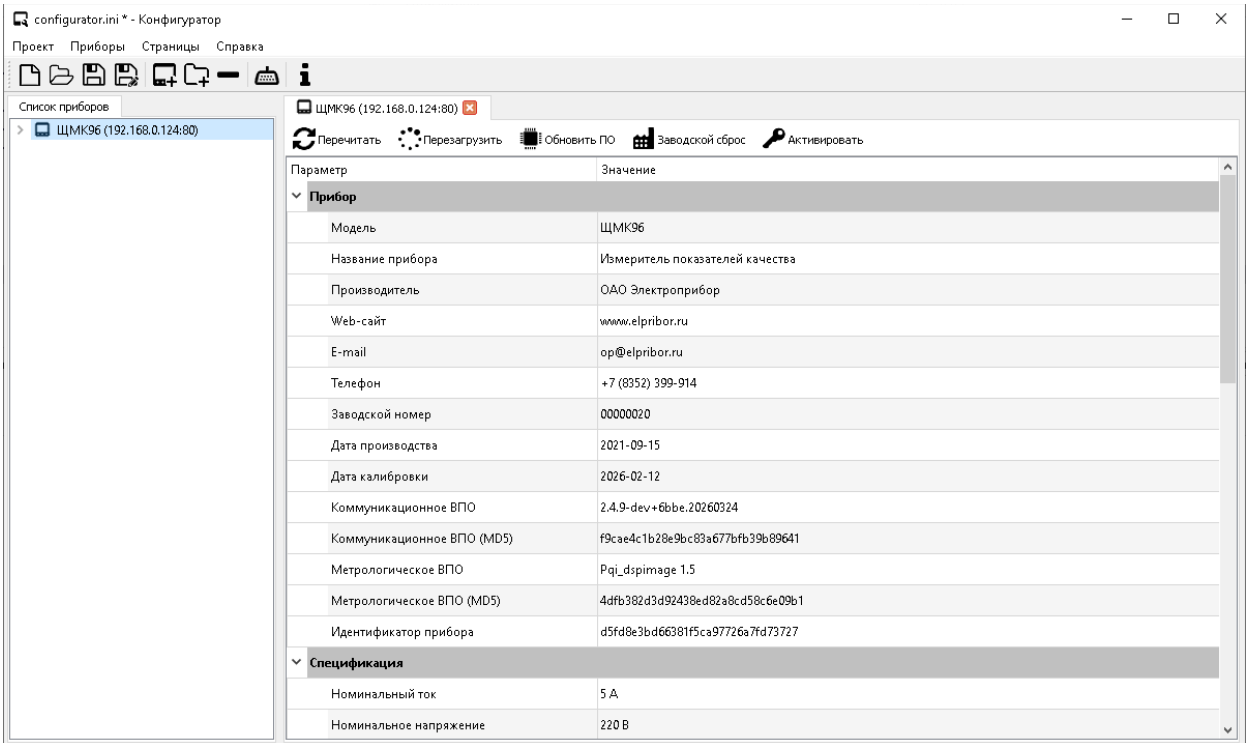 configurator.ini * - Конфигуратор
Проект Приборы Страницы Справка
Список приборов
ЩМК96 (192.168.0.124:80)
ЩМК96 (192.168.0.124:80)
Перечитать Перезагрузить Обновить ПО Заводской сброс Активировать
Параметр Значение
Прибор
Модель ЩМК96
Название прибора Измеритель показателей качества
Производитель ОАО Электроприбор
Web-сайт www.elpribor.ru
E-mail op@elpribor.ru
Телефон +7 (8352) 399-914
Заводской номер 00000020
Дата производства 2021-09-15
Дата калибровки 2026-02-12
Коммуникационное ВПО 2.4.9-dev+6bbe.20260324
Коммуникационное ВПО (MD5) f9cae4c1b28e9bc83a677bfb39b89641
Метрологическое ВПО Pqi_dspimage 1.5
Метрологическое ВПО (MD5) 4dfb382d3d92438ed82a8cd58c6e09b1
Идентификатор прибора d5fd8e3bd66381f5ca97726a7fd73727
Спецификация
Номинальный ток 5 А
Номинальное напряжение 220 В